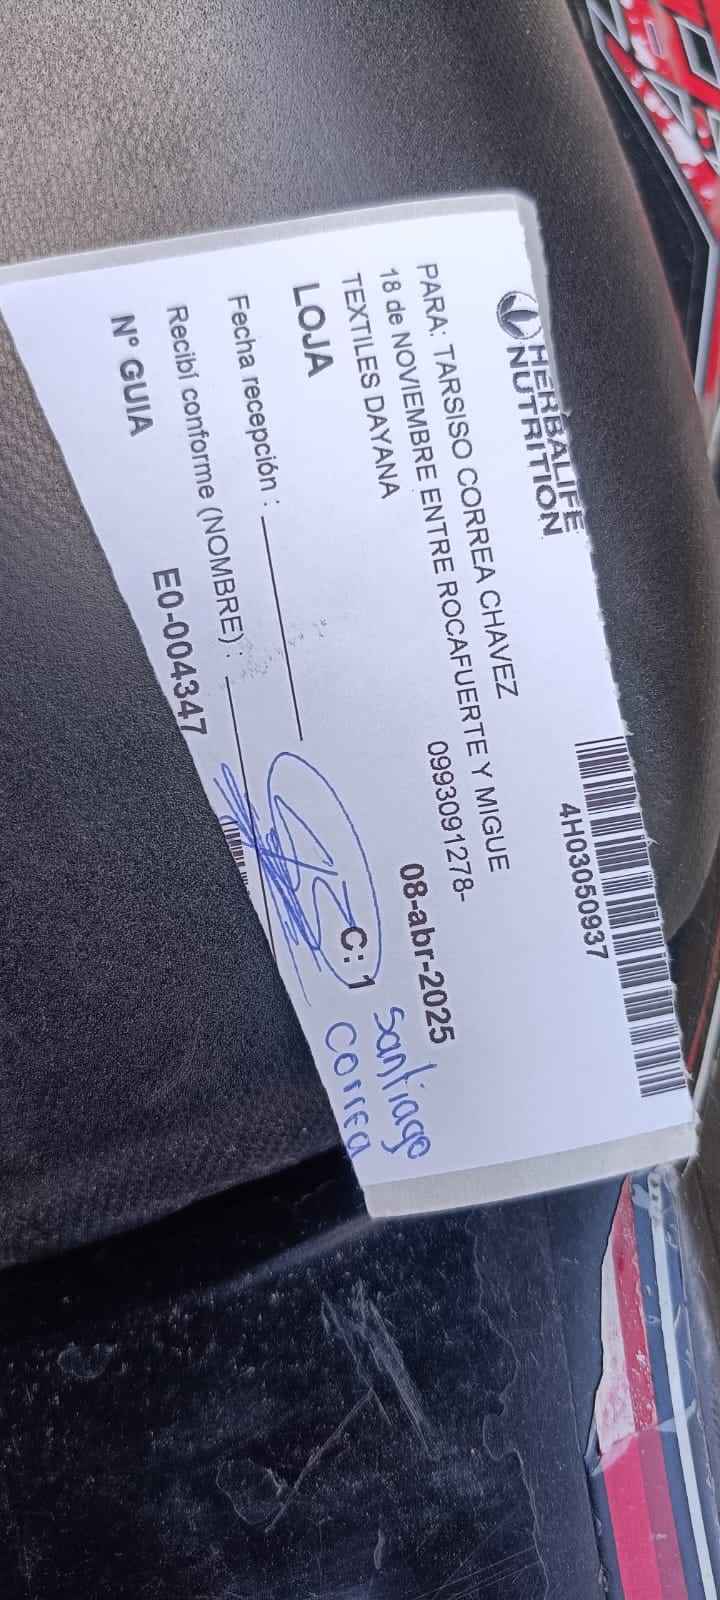 HERBALIFE
NUTRITION
4H03050937
PARA: TARSISO CORREA CHAVEZ
18 de NOVIEMBRE ENTRE ROCAFUERTE Y MIGUE
TEXTILES DAYANA 0993091278-
LOJA 08-abr-2025
Fecha recepción :
C: 1
Santiago
Correa
Recibí conforme (NOMBRE) :
Nº GUIA E0-004347